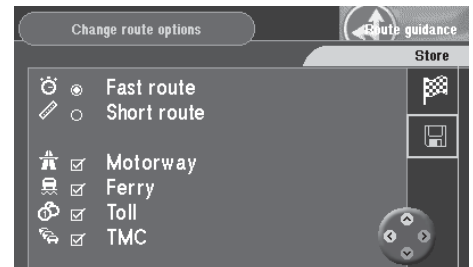 Change route options
Route guidance
Store
Fast route
Short route
Motorway
Ferry
Toll
TMC